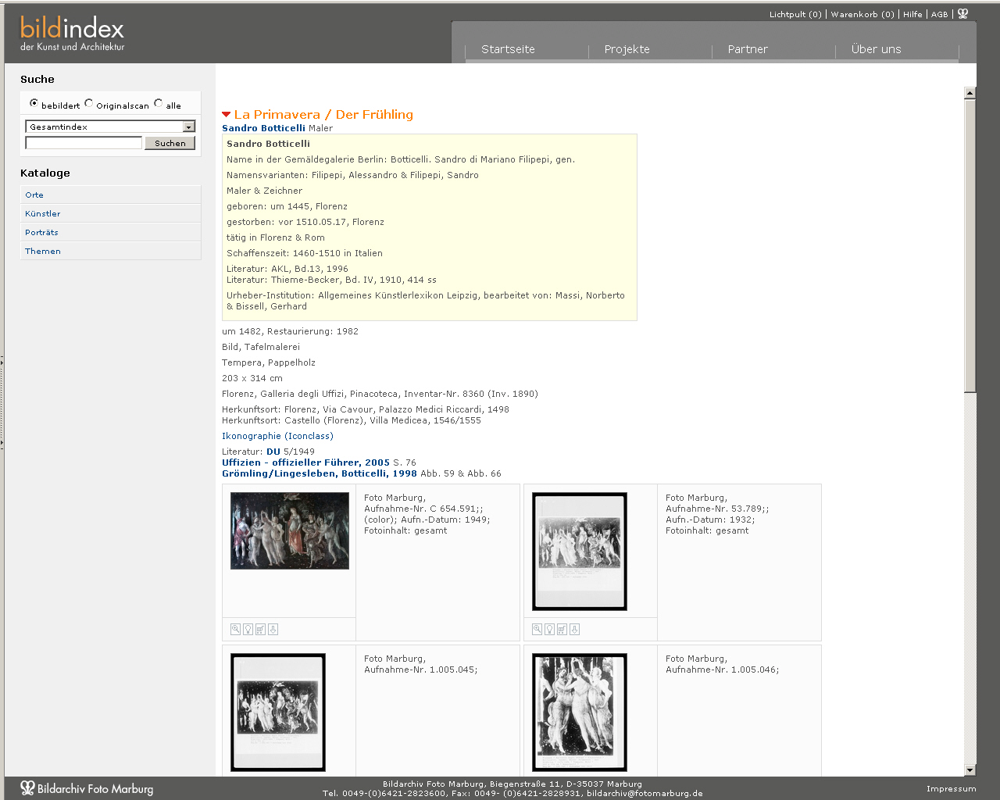 bildindex
der Kunst und Architektur
Lichtpult (0) | Warenkorb (0) | Hilfe | AGB |
Startseite
Projekte
Partner
Über uns
Suche
bebildert Originalscan alle
Gesamtindex
Suchen
Kataloge
Orte
Künstler
Porträts
Themen
La Primavera / Der Frühling
Sandro Botticelli Maler
Sandro Botticelli
Name in der Gemäldegalerie Berlin: Botticelli. Sandro di Mariano Filipepi, gen.
Namensvarianten: Filipepi, Alessandro & Filipepi, Sandro
Maler & Zeichner
geboren: um 1445, Florenz
gestorben: vor 1510.05.17, Florenz
tätig in Florenz & Rom
Schaffenszeit: 1460-1510 in Italien
Literatur: AKL, Bd.13, 1996
Literatur: Thieme-Becker, Bd. IV, 1910, 414 ss
Urheber-Institution: Allgemeines Künstlerlexikon Leipzig, bearbeitet von: Massi, Norberto
& Bissell, Gerhard
um 1482, Restaurierung: 1982
Bild, Tafelmalerei
Tempera, Pappelholz
203 x 314 cm
Florenz, Galleria degli Uffizi, Pinacoteca, Inventar-Nr. 8360 (Inv. 1890)
Herkunftsort: Florenz, Via Cavour, Palazzo Medici Riccardi, 1498
Herkunftsort: Castello (Florenz), Villa Medicea, 1546/1555
Ikonographie (Iconclass)
Literatur: DU 5/1949
Uffizien - offizieller Führer, 2005 S. 76
Grömling/Lingesleben, Botticelli, 1998 Abb. 59 & Abb. 66
Foto Marburg,
Aufnahme-Nr. C 654.591;;
(color); Aufn.-Datum: 1949;
Fotoinhalt: gesamt
Foto Marburg,
Aufnahme-Nr. 53.789;;
Aufn.-Datum: 1932;
Fotoinhalt: gesamt
Foto Marburg,
Aufnahme-Nr. 1.005.045;
Foto Marburg,
Aufnahme-Nr. 1.005.046;
Bildarchiv Foto Marburg
Bildarchiv Foto Marburg, Biegenstraße 11, D-35037 Marburg
Tel. 0049-(0)6421-2823600, Fax: 0049- (0)6421-2828931, bildarchiv@fotomarburg.de
Impressum